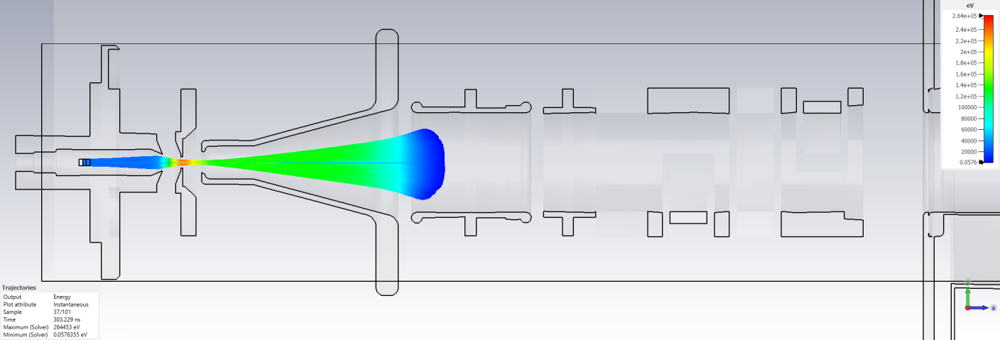 eV
2.64e+05
2.4e+05
2.2e+05
2e+05
1.8e+05
1.6e+05
1.4e+05
1.2e+05
100000
80000
60000
40000
20000
0.0576
Trajectories
Output Energy
Plot attribute Instantaneous
Sample 37/101
Time 303.229 ns
Maximum (Solver) 264453 eV
Minimum (Solver) 0.0576355 eV
y
z